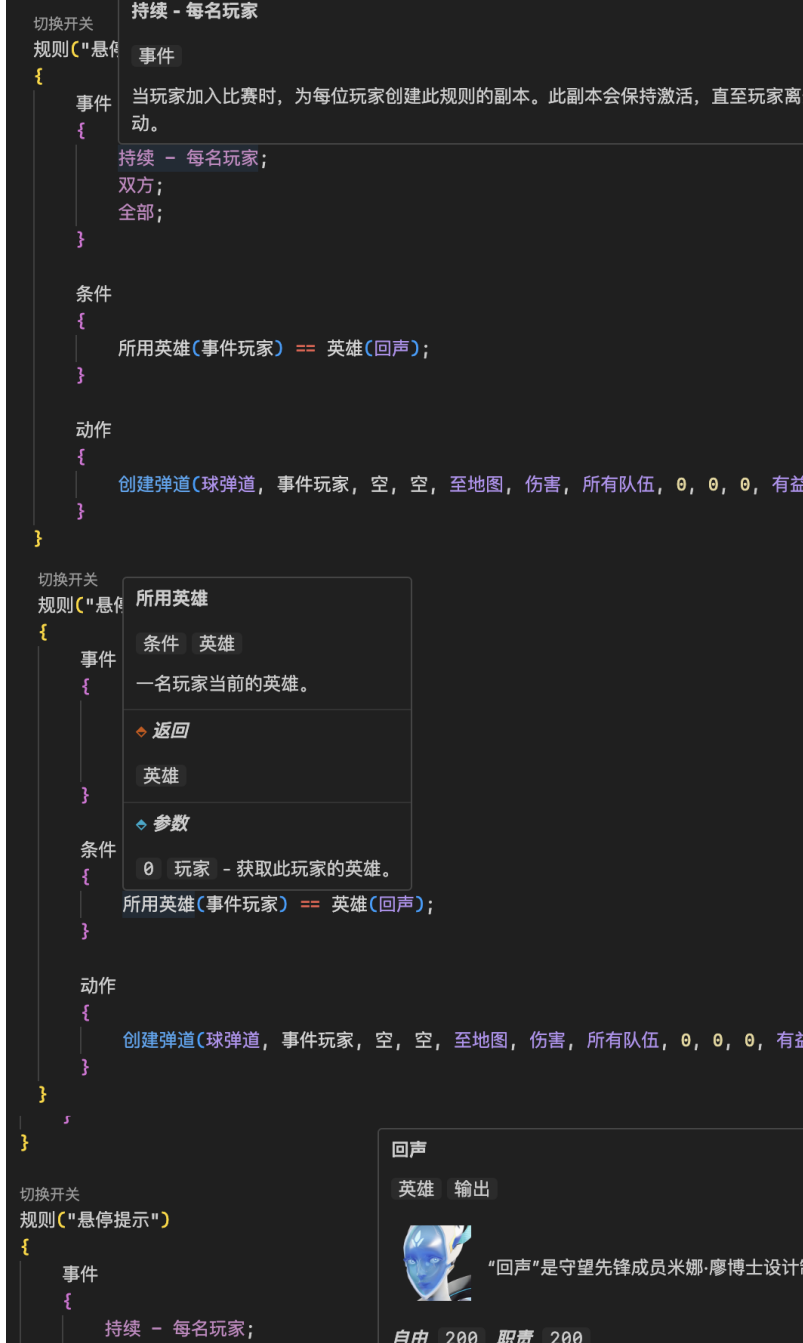 持续 - 每名玩家
切换开关
规则("悬停
事件
{
当玩家加入比赛时，为每位玩家创建此规则的副本。此副本会保持激活，直至玩家离
事件
动。
{
持续 - 每名玩家;
双方;
全部;
}
条件
{
所用英雄(事件玩家) == 英雄(回声);
}
动作
{
创建弹道(球弹道, 事件玩家, 空, 空, 至地图, 伤害, 所有队伍, 0, 0, 0, 有益
}
}
切换开关
规则("悬停
所用英雄
{
条件 英雄
事件
{
一名玩家当前的英雄。
返回
英雄
}
参数
条件
{
0 玩家 - 获取此玩家的英雄。
所用英雄(事件玩家) == 英雄(回声);
}
动作
{
创建弹道(球弹道, 事件玩家, 空, 空, 至地图, 伤害, 所有队伍, 0, 0, 0, 有益
}
}
}
}
回声
英雄 输出
切换开关
规则("悬停提示")
{
“回声”是守望先锋成员米娜·廖博士设计
事件
{
持续 - 每名玩家;
自由 200 职责 200